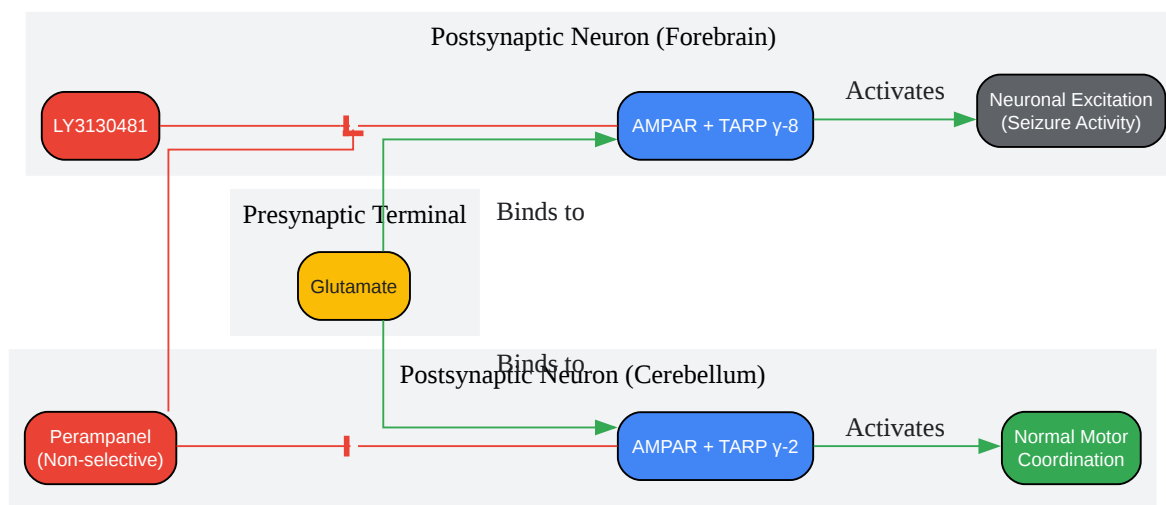 Postsynaptic Neuron (Forebrain)
LY3130481
AMPAR + TARP γ-8
Activates
Neuronal Excitation
(Seizure Activity)
Presynaptic Terminal
Binds to
Glutamate
Binds to
Postsynaptic Neuron (Cerebellum)
Perampanel
(Non-selective)
AMPAR + TARP γ-2
Activates
Normal Motor
Coordination